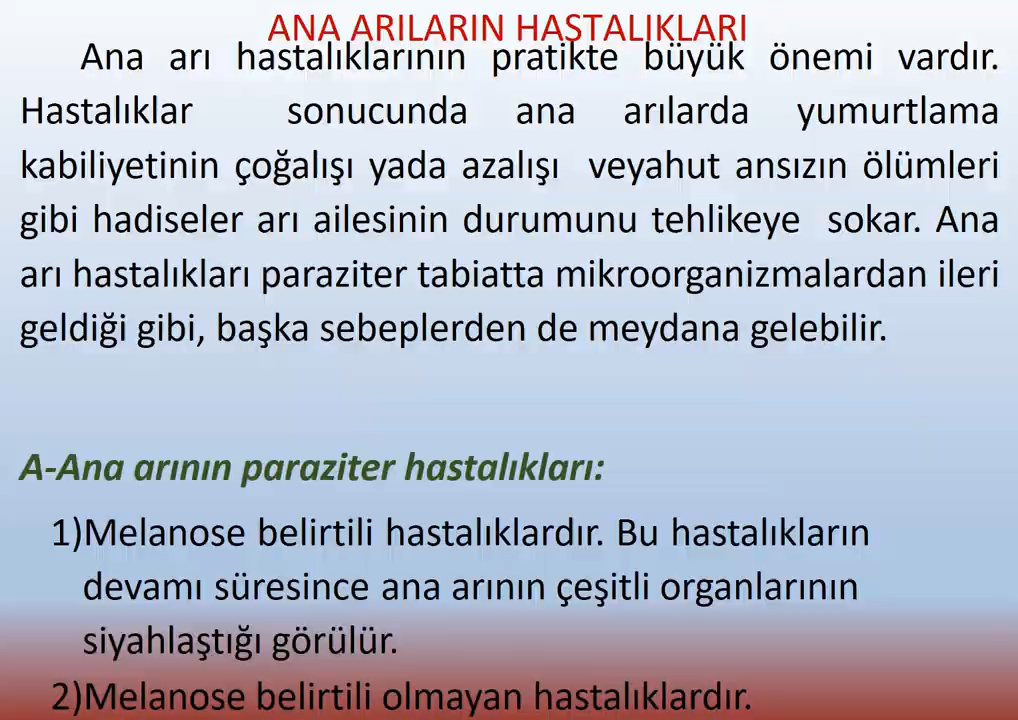 ANA ARILARIN HASTALIKLARI
Ana arı hastalıklarının pratikte büyük önemi vardır.
Hastalıklar sonucunda ana arılarda yumurtlama
kabiliyetinin çoğalışı yada azalışı veyahut ansızın ölümleri
gibi hadiseler arı ailesinin durumunu tehlikeye sokar. Ana
arı hastalıkları paraziter tabiatta mikroorganizmalardan ileri
geldiği gibi, başka sebeplerden de meydana gelebilir.
A-Ana arının paraziter hastalıkları:
1)Melanose belirtili hastalıklardır. Bu hastalıkların
devamı süresince ana arının çeşitli organlarının
siyahlaştığı görülür.
2)Melanose belirtili olmayan hastalıklardır.